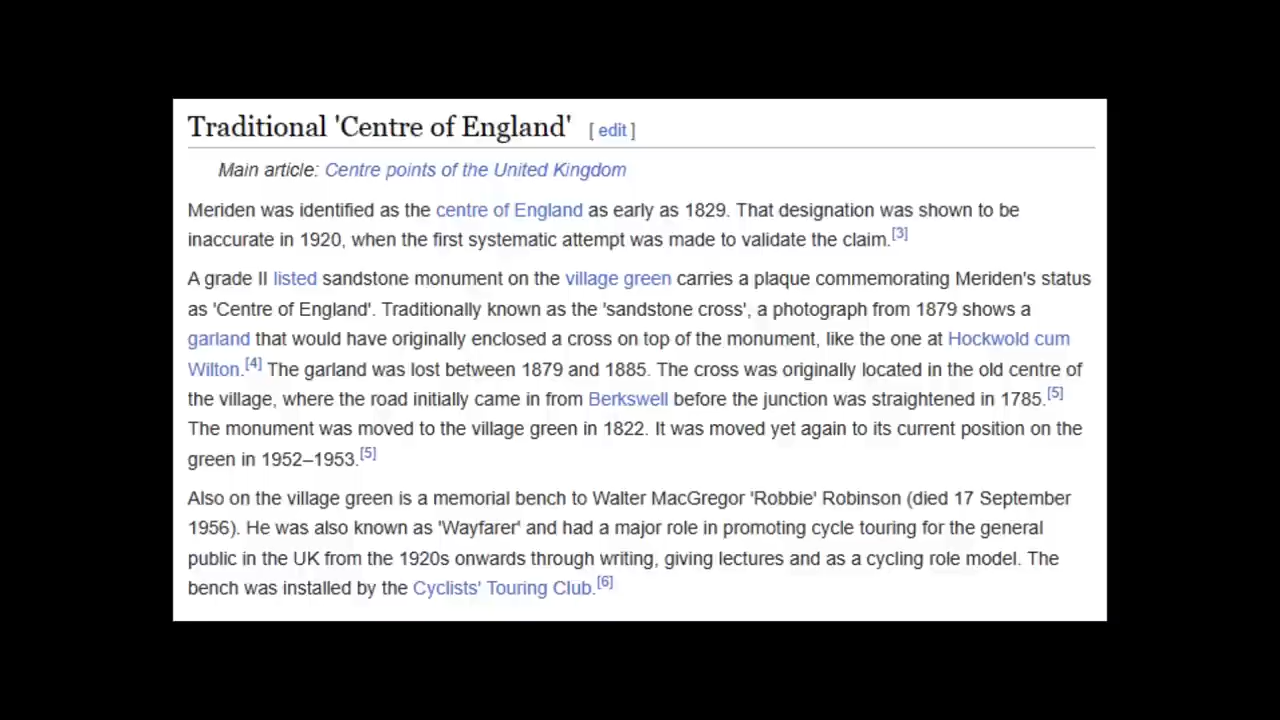 Traditional 'Centre of England' [ edit ]
Main article: Centre points of the United Kingdom
Meriden was identified as the centre of England as early as 1829. That designation was shown to be
inaccurate in 1920, when the first systematic attempt was made to validate the claim.[3]
A grade II listed sandstone monument on the village green carries a plaque commemorating Meriden's status
as 'Centre of England'. Traditionally known as the 'sandstone cross', a photograph from 1879 shows a
garland that would have originally enclosed a cross on top of the monument, like the one at Hockwold cum
Wilton.[4] The garland was lost between 1879 and 1885. The cross was originally located in the old centre of
the village, where the road initially came in from Berkswell before the junction was straightened in 1785.[5]
The monument was moved to the village green in 1822. It was moved yet again to its current position on the
green in 1952–1953.[5]
Also on the village green is a memorial bench to Walter MacGregor 'Robbie' Robinson (died 17 September
1956). He was also known as 'Wayfarer' and had a major role in promoting cycle touring for the general
public in the UK from the 1920s onwards through writing, giving lectures and as a cycling role model. The
bench was installed by the Cyclists' Touring Club.[6]